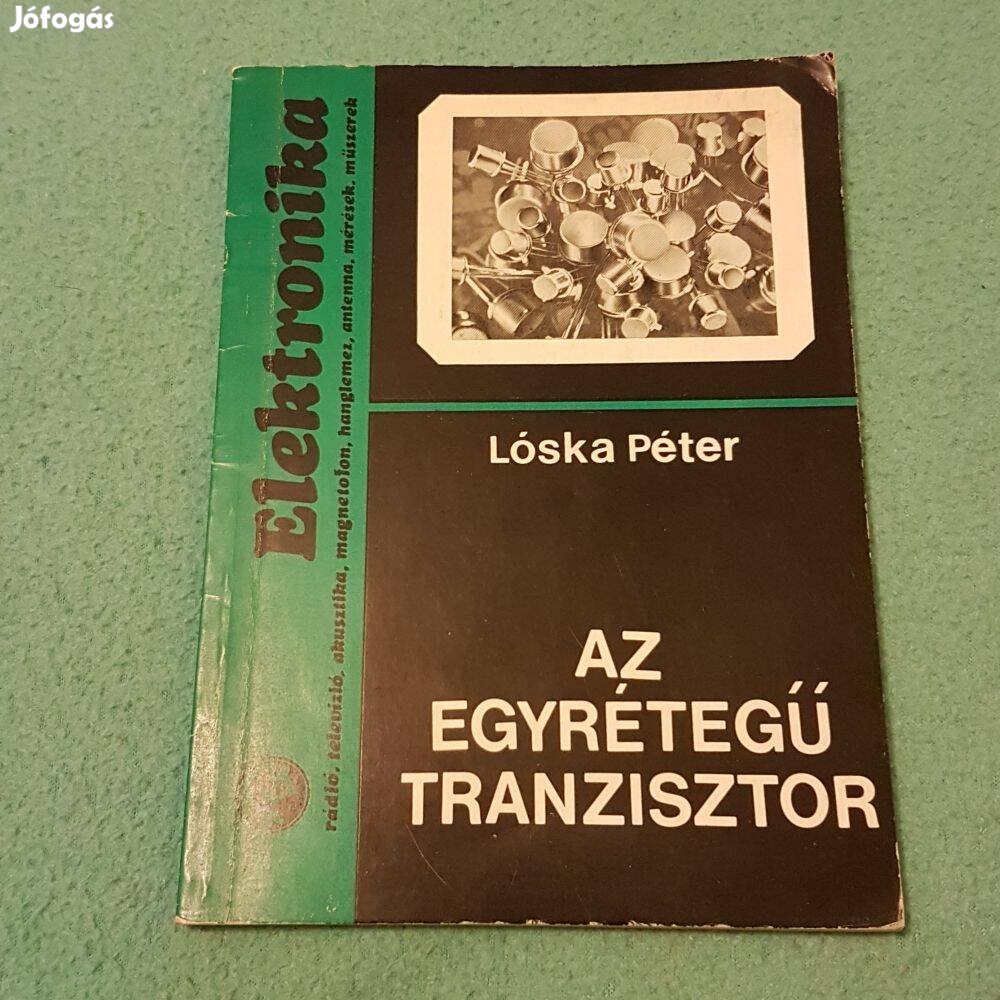 Jófogás
Elektronika
rádió, televízió, akusztika, magnetofon, hanglemez, antenna, mérések, műszerek
Lóska Péter
AZ
EGYRÉTEGŰ
TRANZISZTOR